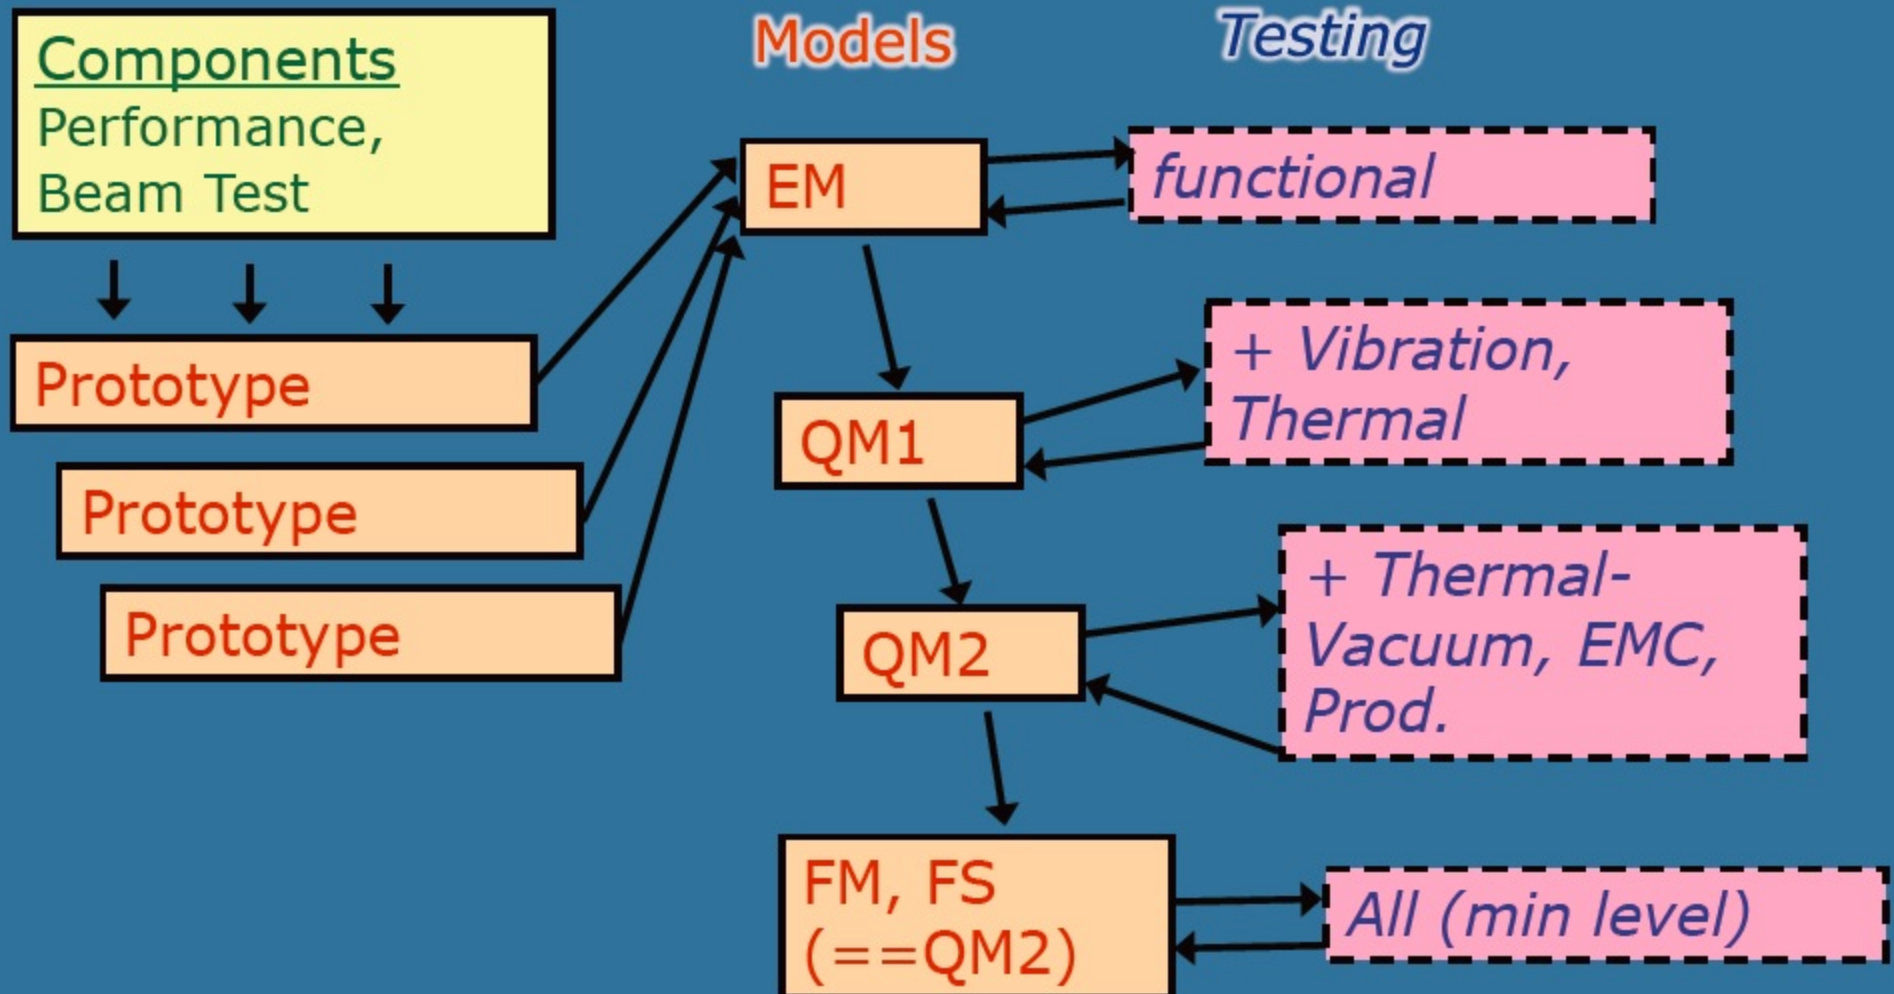 Components
Performance,
Beam Test
Prototype
Prototype
Prototype
Models
EM
QM1
QM2
FM, FS
(==QM2)
Testing
functional
+ Vibration,
Thermal
+ Thermal-
Vacuum, EMC,
Prod.
All (min level)